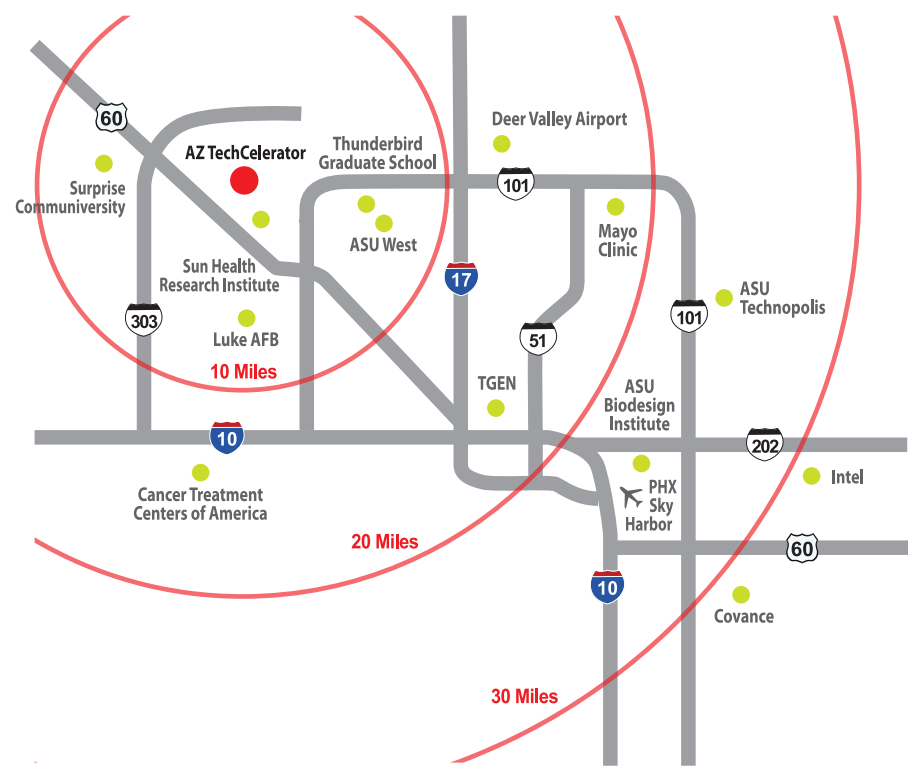 60
Deer Valley Airport
AZ TechCelerator
Thunderbird
Graduate School
101
Surprise
Communiversity
ASU West
Mayo
Clinic
Sun Health
Research Institute
17
ASU
Technopolis
303
Luke AFB
51
101
10 Miles
TGEN
ASU
Biodesign
Institute
10
202
Cancer Treatment
Centers of America
PHX
Sky
Harbor
Intel
20 Miles
60
10
Covance
30 Miles